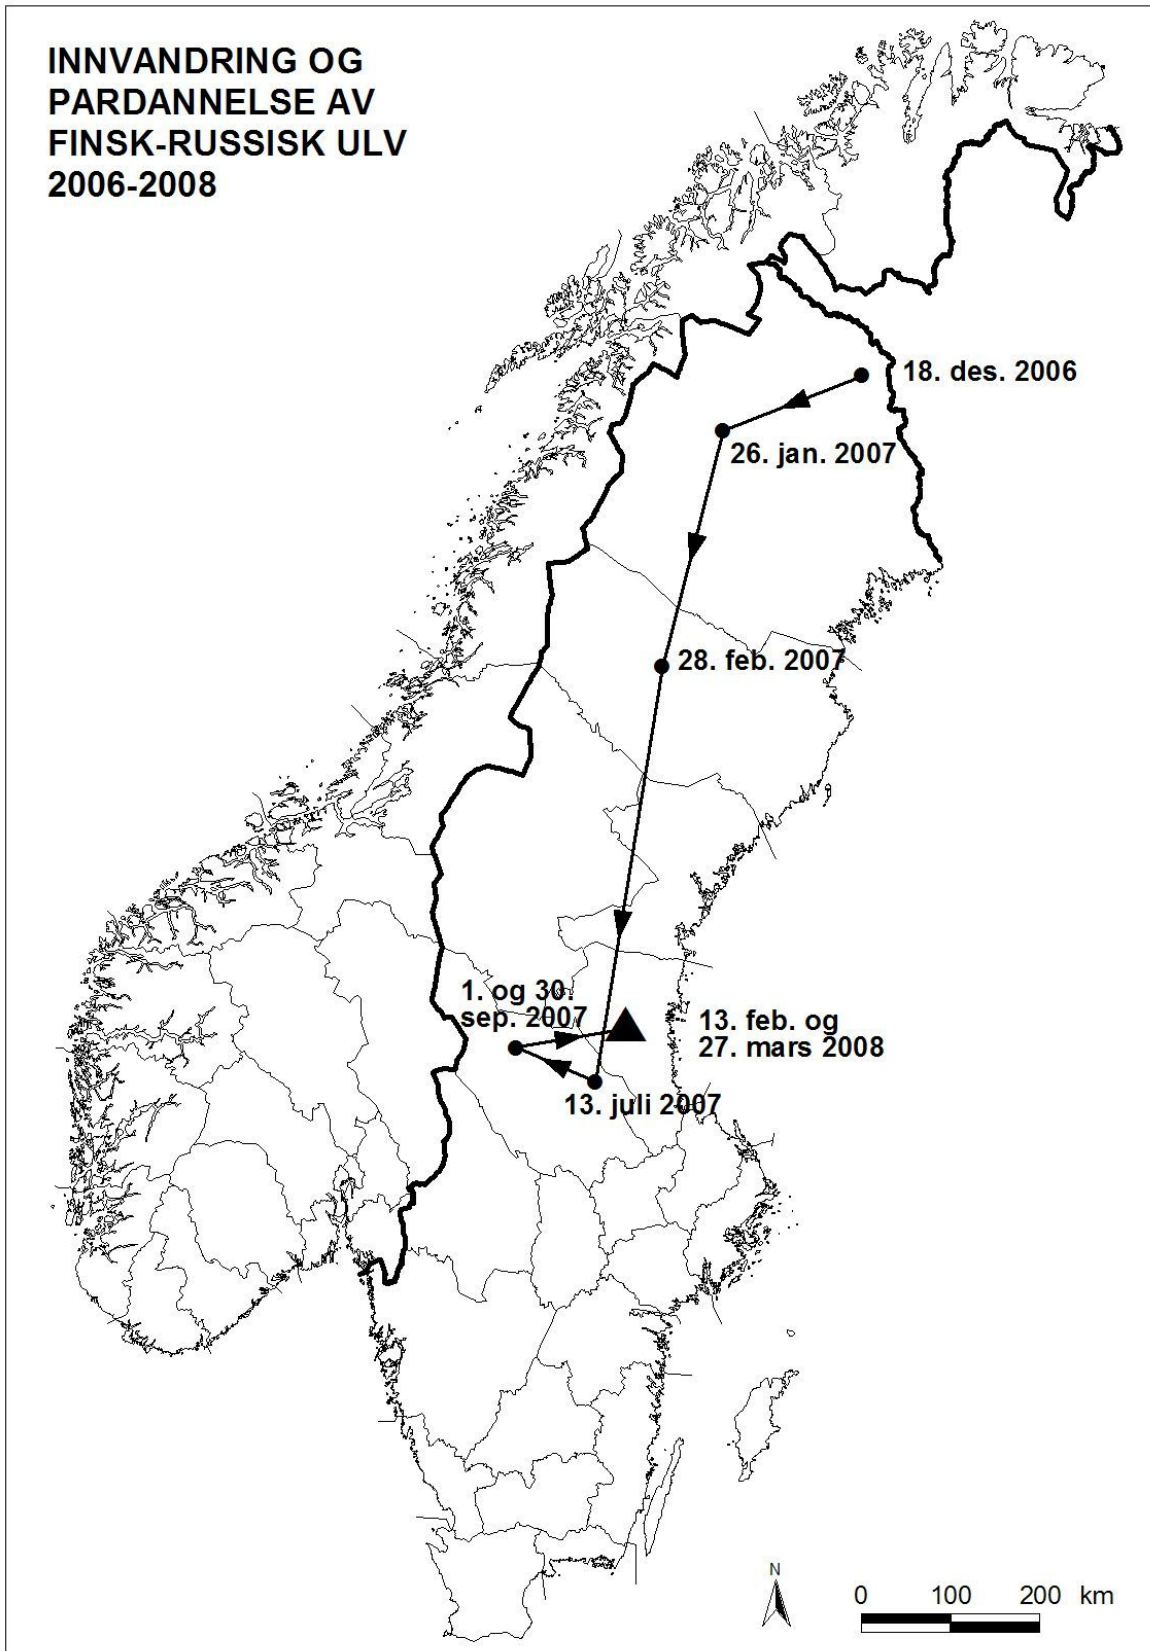 INNVANDRING OG
PARDANNELSE AV
FINSK-RUSSISK ULV
2006-2008
18. des. 2006
26. jan. 2007
28. feb. 2007
1. og 30.
sep. 2007
13. feb. og
27. mars 2008
13. juli 2007
N
0 100 200 km